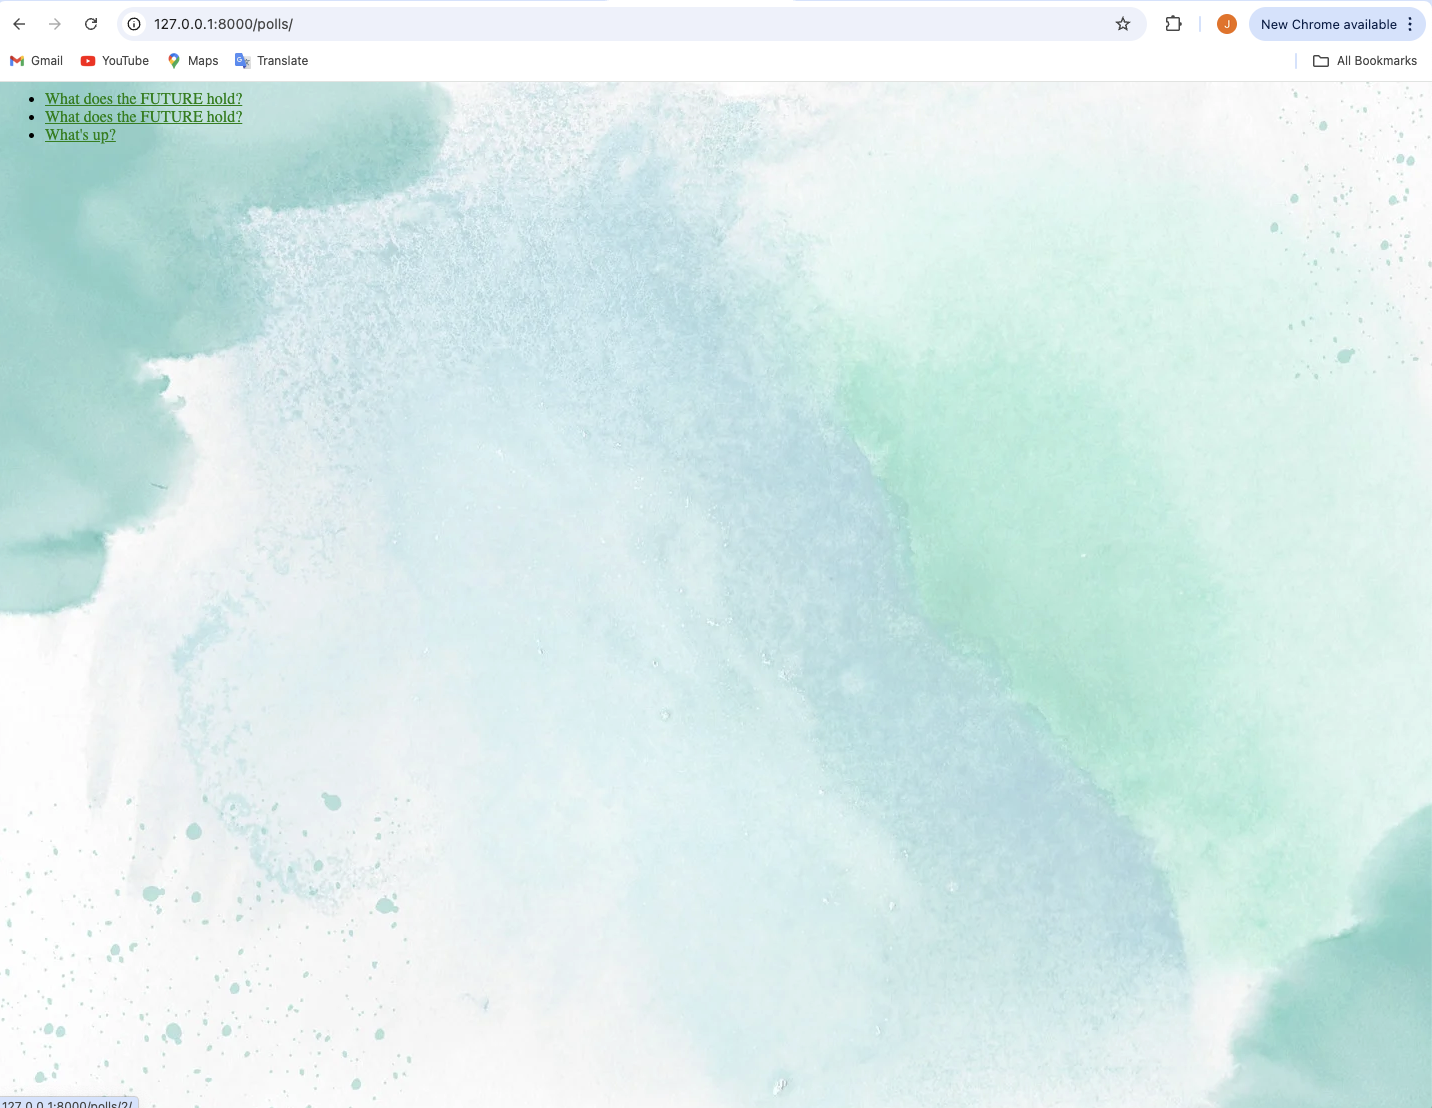 127.0.0.1:8000/polls/
J
New Chrome available
Gmail
YouTube
Maps
Translate
All Bookmarks
What does the FUTURE hold?
What does the FUTURE hold?
What's up?
127.0.0.1:8000/polls/2/